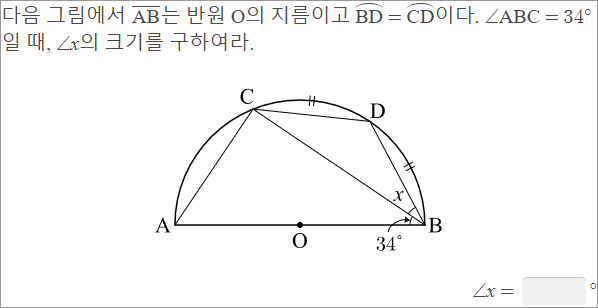 다음 그림에서 AB는 반원 O의 지름이고 BD = CD이다. ∠ABC = 34°
일 때, ∠x의 크기를 구하여라.
C
D
x
A
B
O
34°
∠x = °